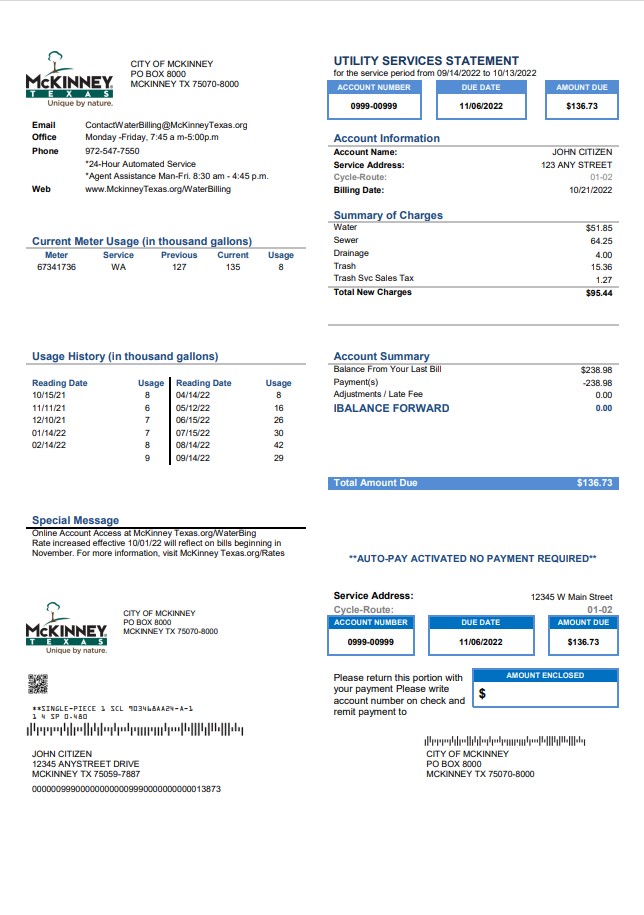 McKINNEY
TEXAS
Unique by nature.
CITY OF MCKINNEY
PO BOX 8000
MCKINNEY TX 75070-8000
UTILITY SERVICES STATEMENT
for the service period from 09/14/2022 to 10/13/2022
ACCOUNT NUMBER DUE DATE AMOUNT DUE
0999-00999 11/06/2022 $136.73
Email ContactWaterBilling@McKinneyTexas.org
Office Monday -Friday, 7:45 a m-5:00p.m
Phone 972-547-7550
*24-Hour Automated Service
*Agent Assistance Man-Fri. 8:30 am - 4:45 p.m.
Web www.MckinneyTexas.org/WaterBilling
Account Information
Account Name: JOHN CITIZEN
Service Address: 123 ANY STREET
Cycle-Route: 01-02
Billing Date: 10/21/2022
Current Meter Usage (in thousand gallons)
Meter Service Previous Current Usage
67341736 WA 127 135 8
Summary of Charges
Water $51.85
Sewer 64.25
Drainage 4.00
Trash 15.36
Trash Svc Sales Tax 1.27
Total New Charges $95.44
Usage History (in thousand gallons)
Reading Date Usage Reading Date Usage
10/15/21 8 04/14/22 8
11/11/21 6 05/12/22 16
12/10/21 7 06/15/22 26
01/14/22 7 07/15/22 30
02/14/22 8 08/14/22 42
9 09/14/22 29
Account Summary
Balance From Your Last Bill $238.98
Payment(s) -238.98
Adjustments / Late Fee 0.00
IBALANCE FORWARD 0.00
Total Amount Due $136.73
Special Message
Online Account Access at McKinney Texas.org/WaterBing
Rate increased effective 10/01/22 will reflect on bills beginning in
November. For more information, visit McKinney Texas.org/Rates
**AUTO-PAY ACTIVATED NO PAYMENT REQUIRED**
McKINNEY
TEXAS
Unique by nature.
CITY OF MCKINNEY
PO BOX 8000
MCKINNEY TX 75070-8000
Service Address: 12345 W Main Street
Cycle-Route: 01-02
ACCOUNT NUMBER DUE DATE AMOUNT DUE
0999-00999 11/06/2022 $136.73
Please return this portion with
your payment Please write
account number on check and
remit payment to
AMOUNT ENCLOSED
$
**SINGLE-PIECE 1 SCL 903468AA24-A-1
1 4 SP 0.480
JOHN CITIZEN
12345 ANYSTREET DRIVE
MCKINNEY TX 75059-7887
CITY OF MCKINNEY
PO BOX 8000
MCKINNEY TX 75070-8000